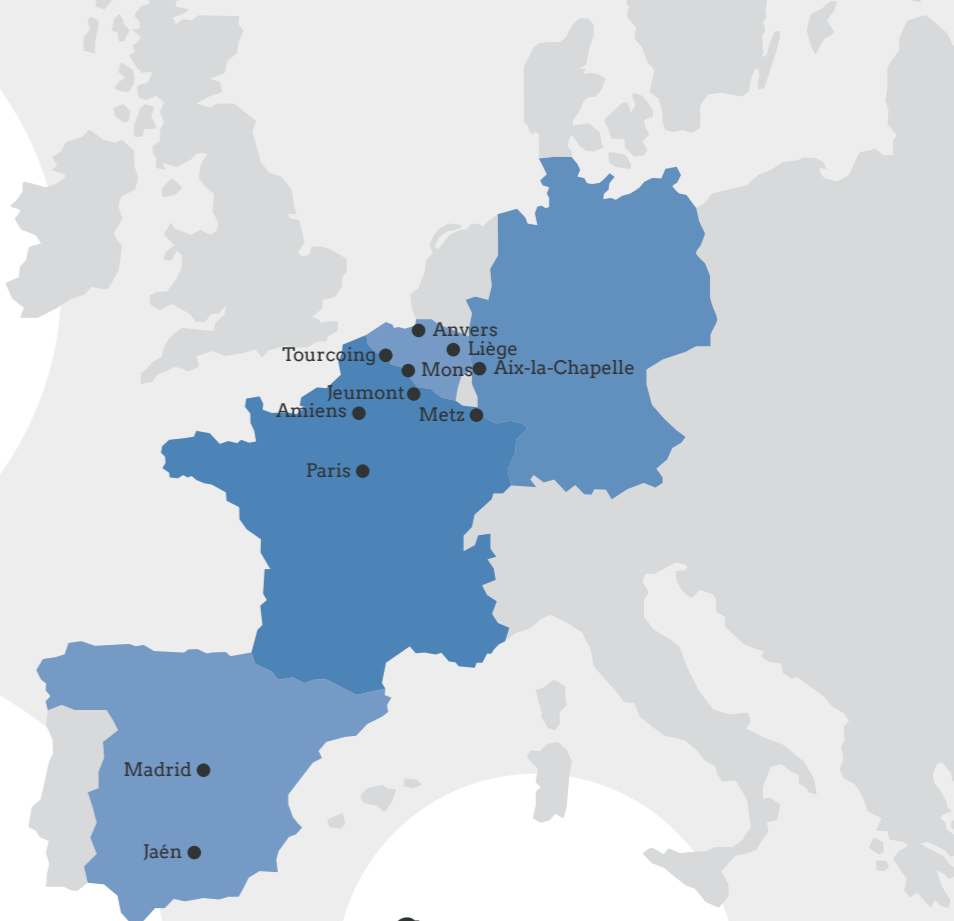 Anvers
Liège
Tourcoing
Mons
Aix-la-Chapelle
Jeumont
Amiens
Metz
Paris
Madrid
Jaén